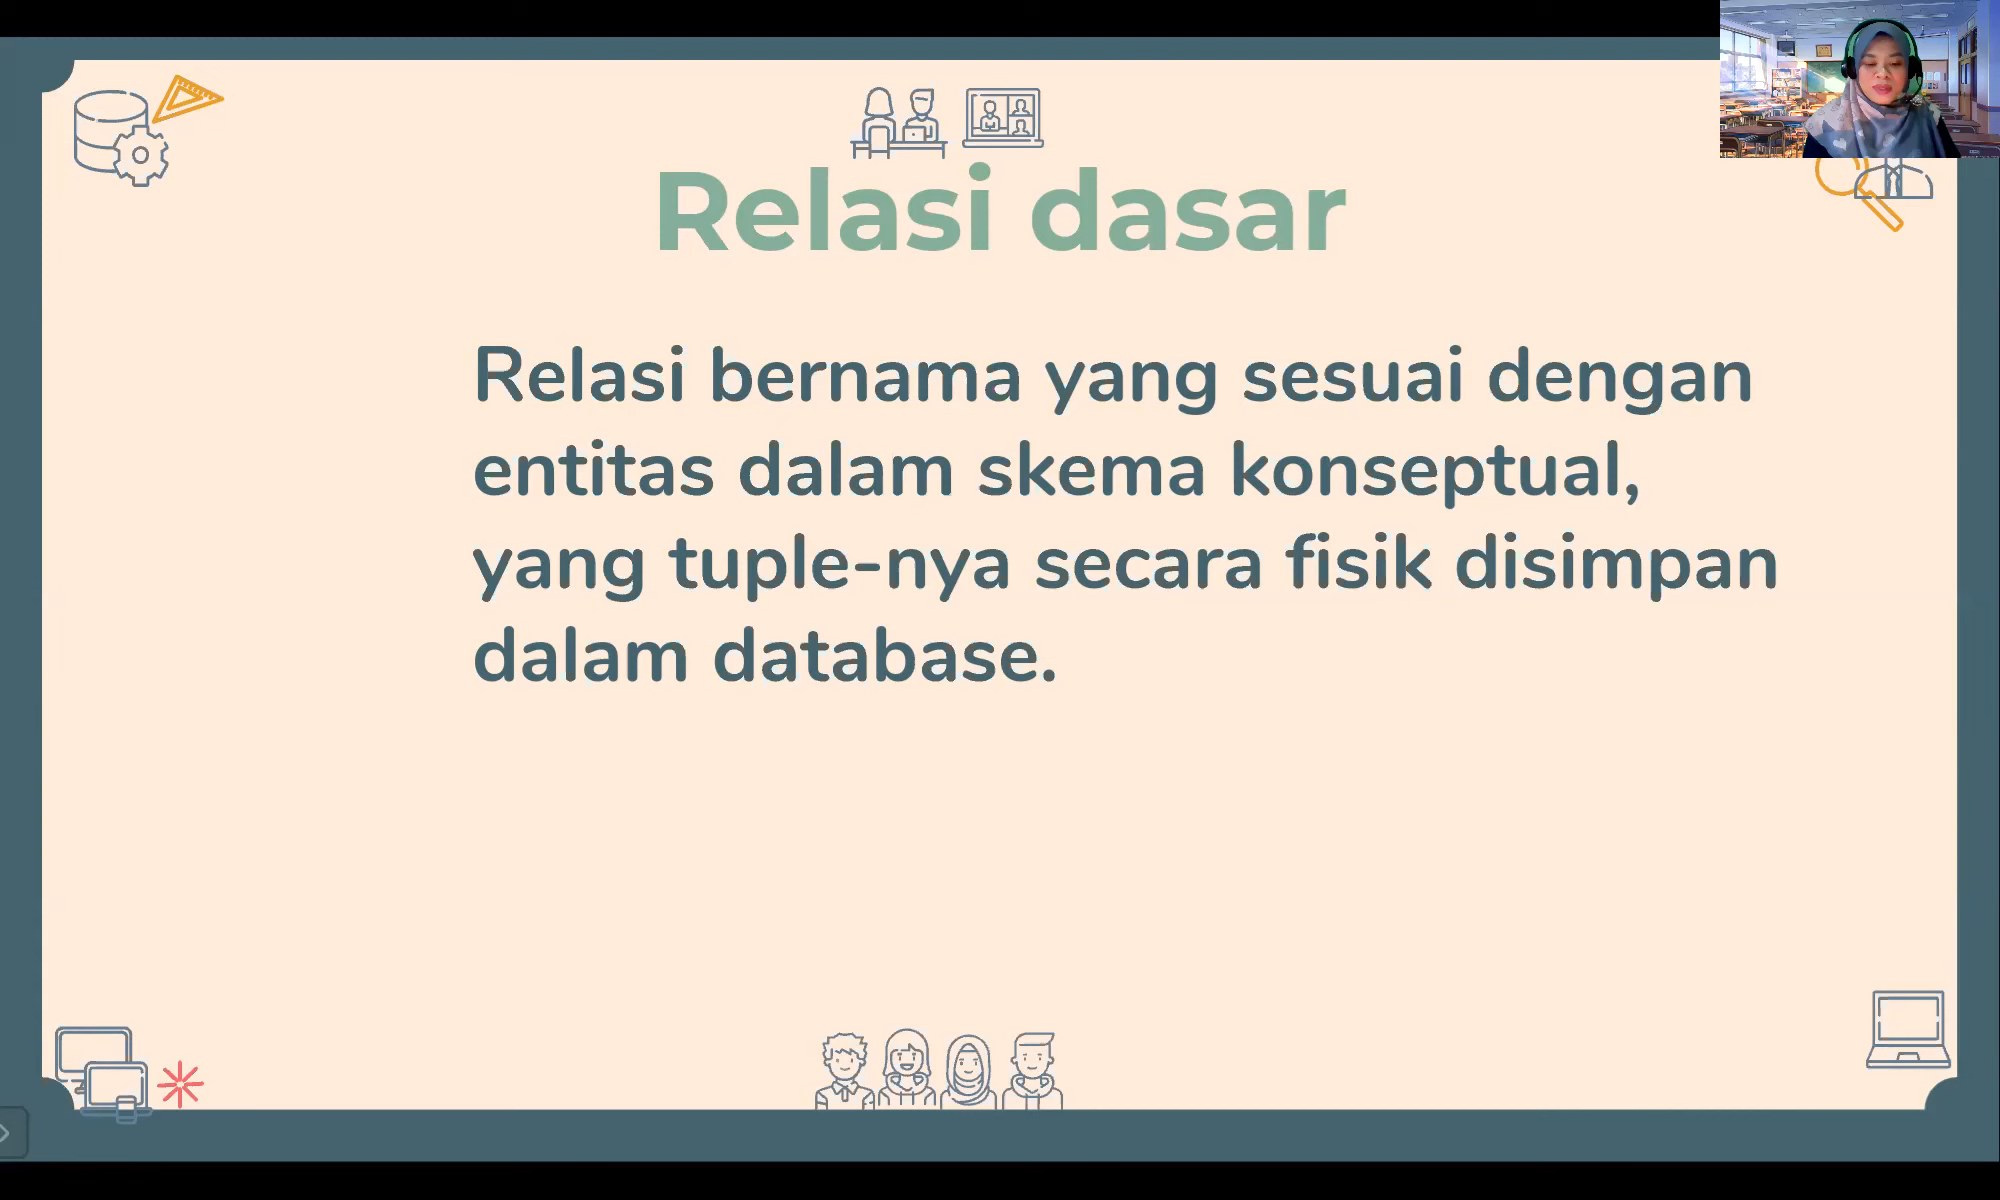 Relasi dasar
Relasi bernama yang sesuai dengan
entitas dalam skema konseptual,
yang tuple-nya secara fisik disimpan
dalam database.